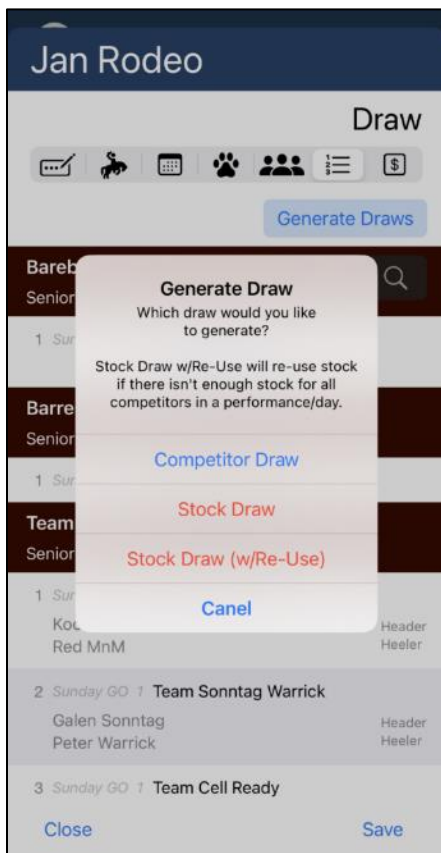 Jan Rodeo
Draw
Generate Draws
Bareb
Senior
1 Sur
Generate Draw
Which draw would you like
to generate?
Stock Draw w/Re-Use will re-use stock
if there isn't enough stock for all
competitors in a performance/day.
Competitor Draw
Stock Draw
Stock Draw (w/Re-Use)
Canel
Barre
Senior
1 Sur
Team
Senior
1 Sur
Header
Red MnM Heeler
2 Sunday GO 1 Team Sonntag Warrick
Galen Sonntag Header
Peter Warrick Heeler
3 Sunday GO 1 Team Cell Ready
Close Save